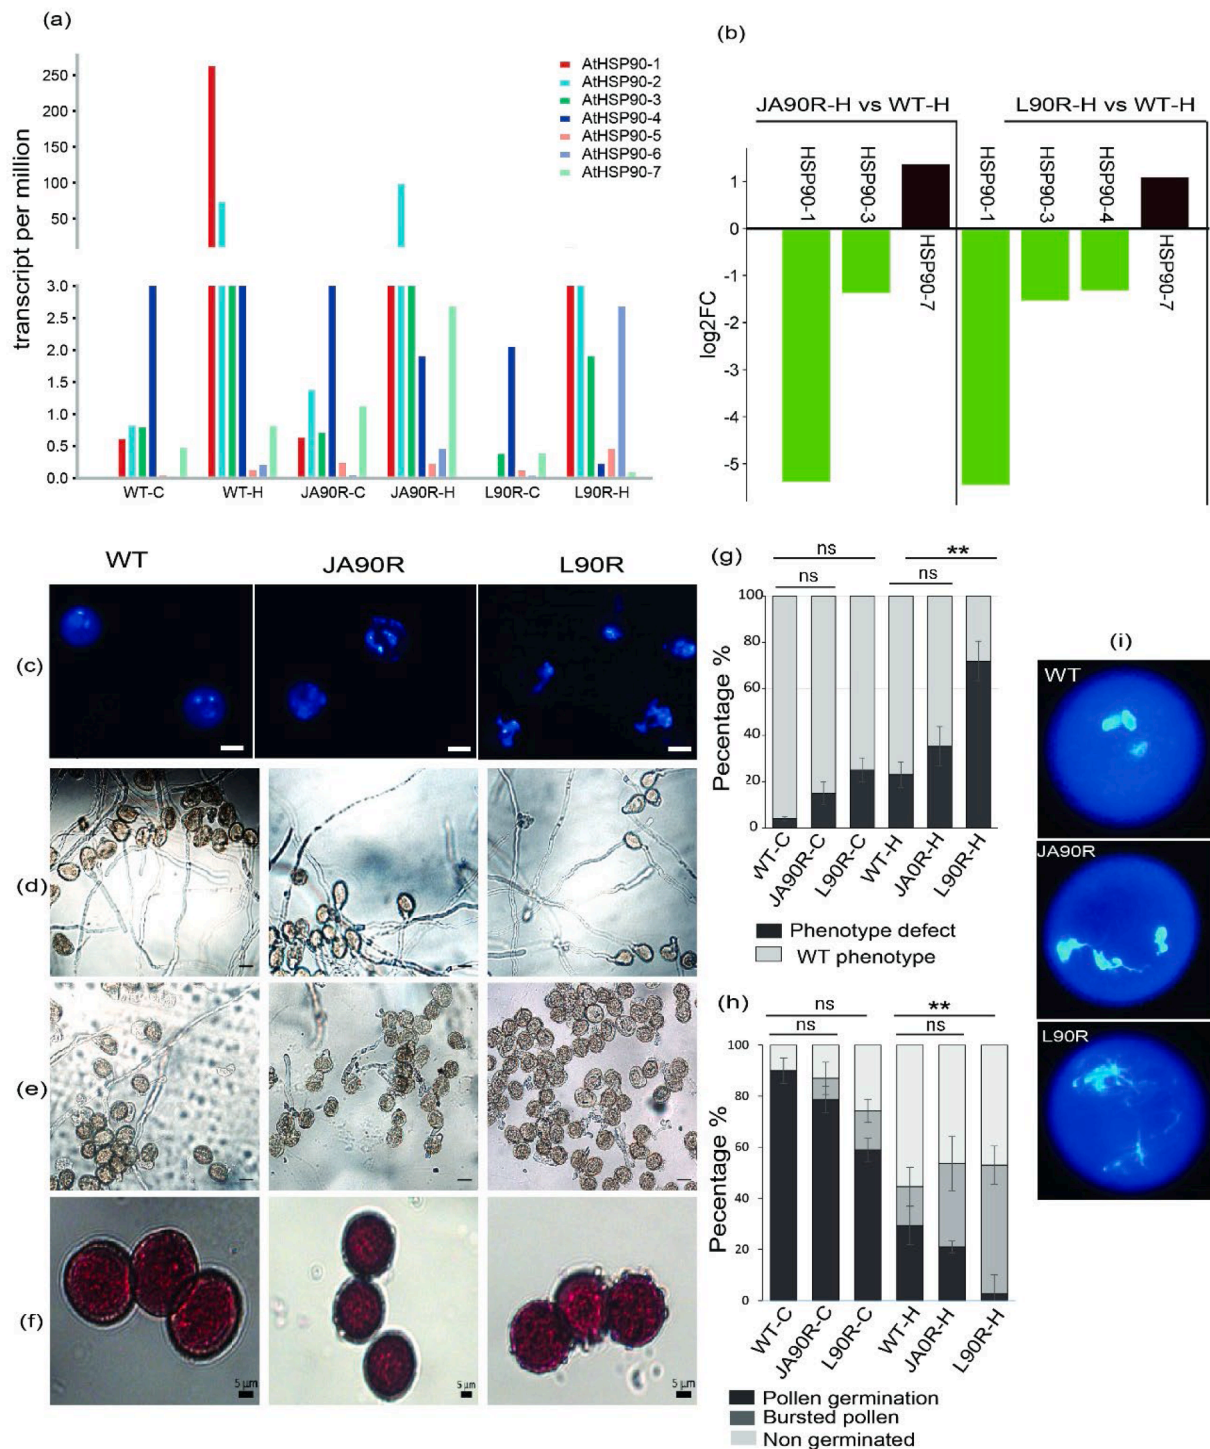 (a)
transcript per million
250
200
150
100
50
3.0
2.5
2.0
1.5
1.0
0.5
0.0
AtHSP90-1
AtHSP90-2
AtHSP90-3
AtHSP90-4
AtHSP90-5
AtHSP90-6
AtHSP90-7
WT-C
WT-H
JA90R-C
JA90R-H
L90R-C
L90R-H
(b)
JA90R-H vs WT-H
L90R-H vs WT-H
log2FC
1
0
-1
-2
-3
-4
-5
HSP90-1
HSP90-3
HSP90-7
HSP90-1
HSP90-3
HSP90-4
HSP90-7
WT
JA90R
L90R
(c)
(d)
(e)
(f)
5 µm
5 µm
5 µm
(g)
ns
**
ns
ns
Pecentage %
100
80
60
40
20
0
WT-C
JA90R-C
L90R-C
WT-H
JA0R-H
L90R-H
Phenotype defect
WT phenotype
(h)
ns
**
ns
ns
Pecentage %
100
80
60
40
20
0
WT-C
JA90R-C
L90R-C
WT-H
JA0R-H
L90R-H
Pollen germination
Bursted pollen
Non germinated
(i)
WT
JA90R
L90R